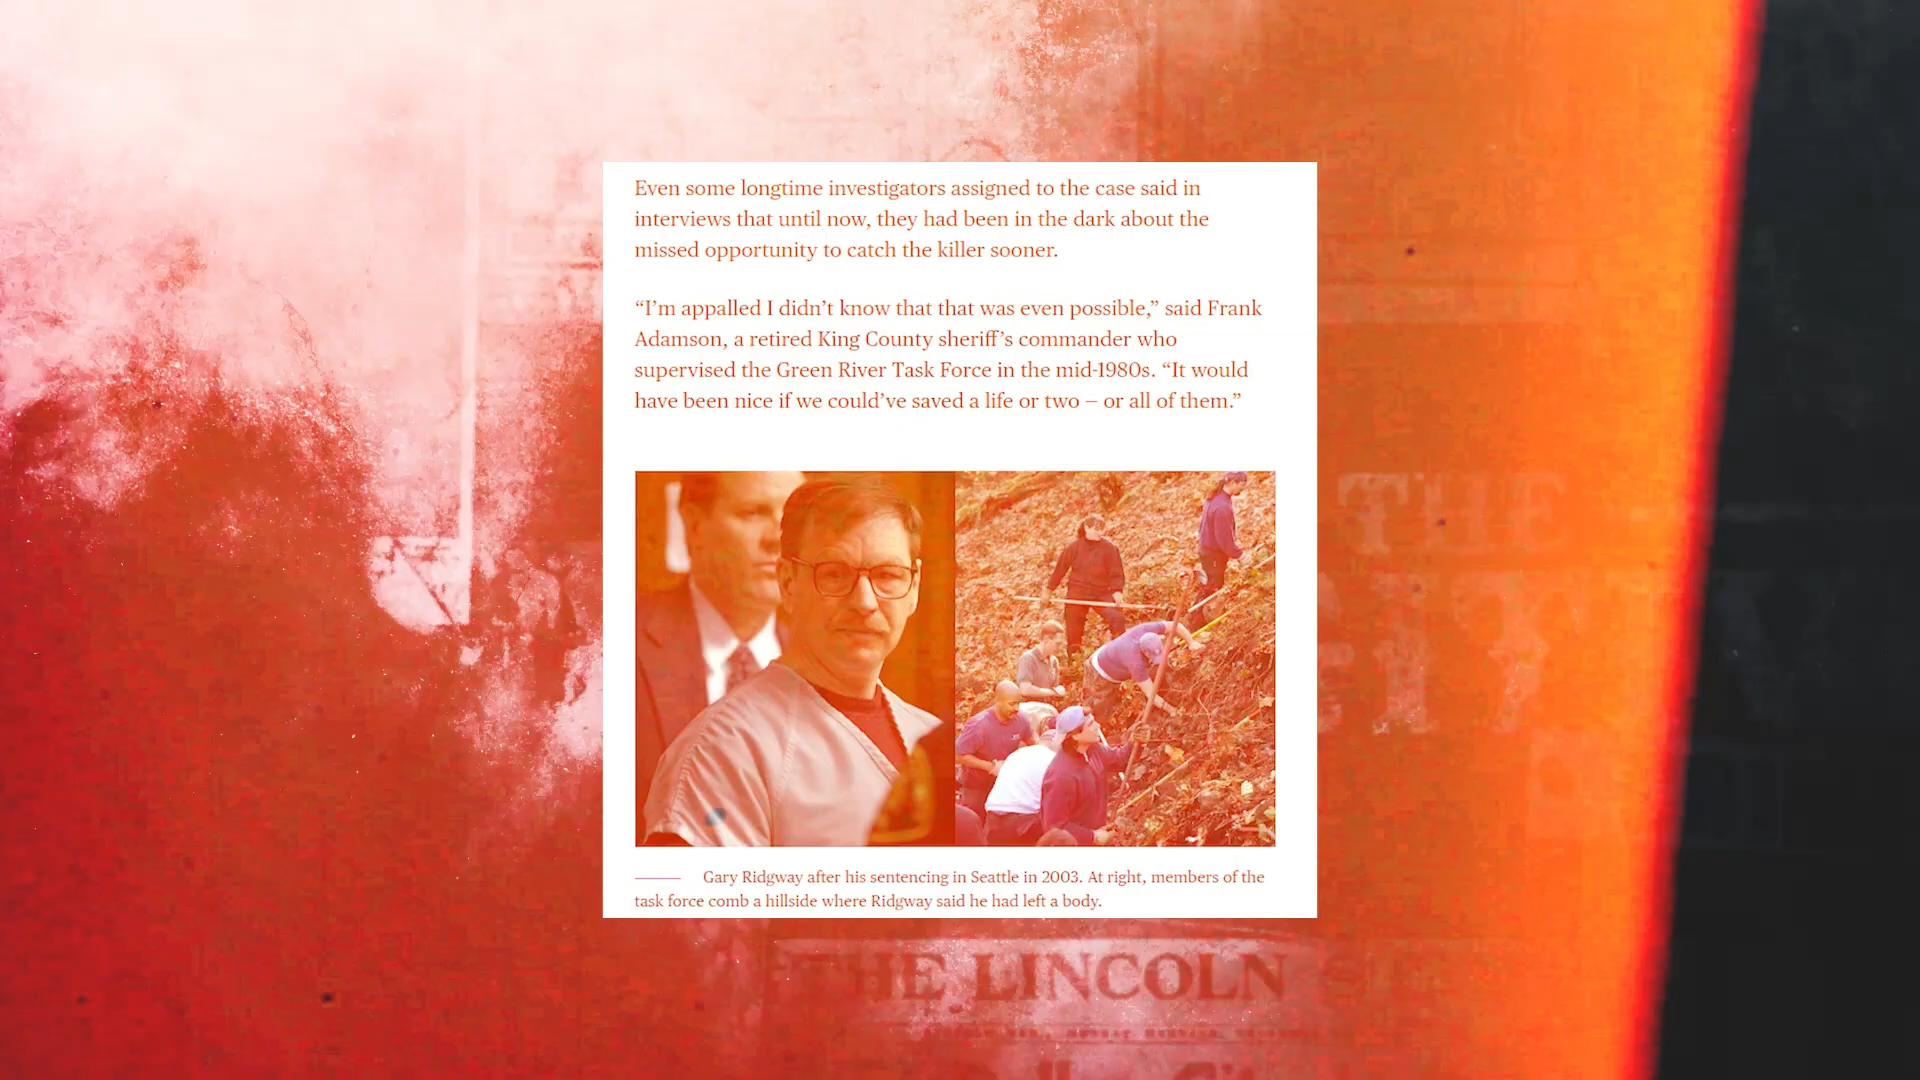 Even some longtime investigators assigned to the case said in
interviews that until now, they had been in the dark about the
missed opportunity to catch the killer sooner.
“I’m appalled I didn’t know that that was even possible,” said Frank
Adamson, a retired King County sheriff’s commander who
supervised the Green River Task Force in the mid-1980s. “It would
have been nice if we could’ve saved a life or two – or all of them.”
THE
Gary Ridgway after his sentencing in Seattle in 2003. At right, members of the
task force comb a hillside where Ridgway said he had left a body.
THE LINCOLN